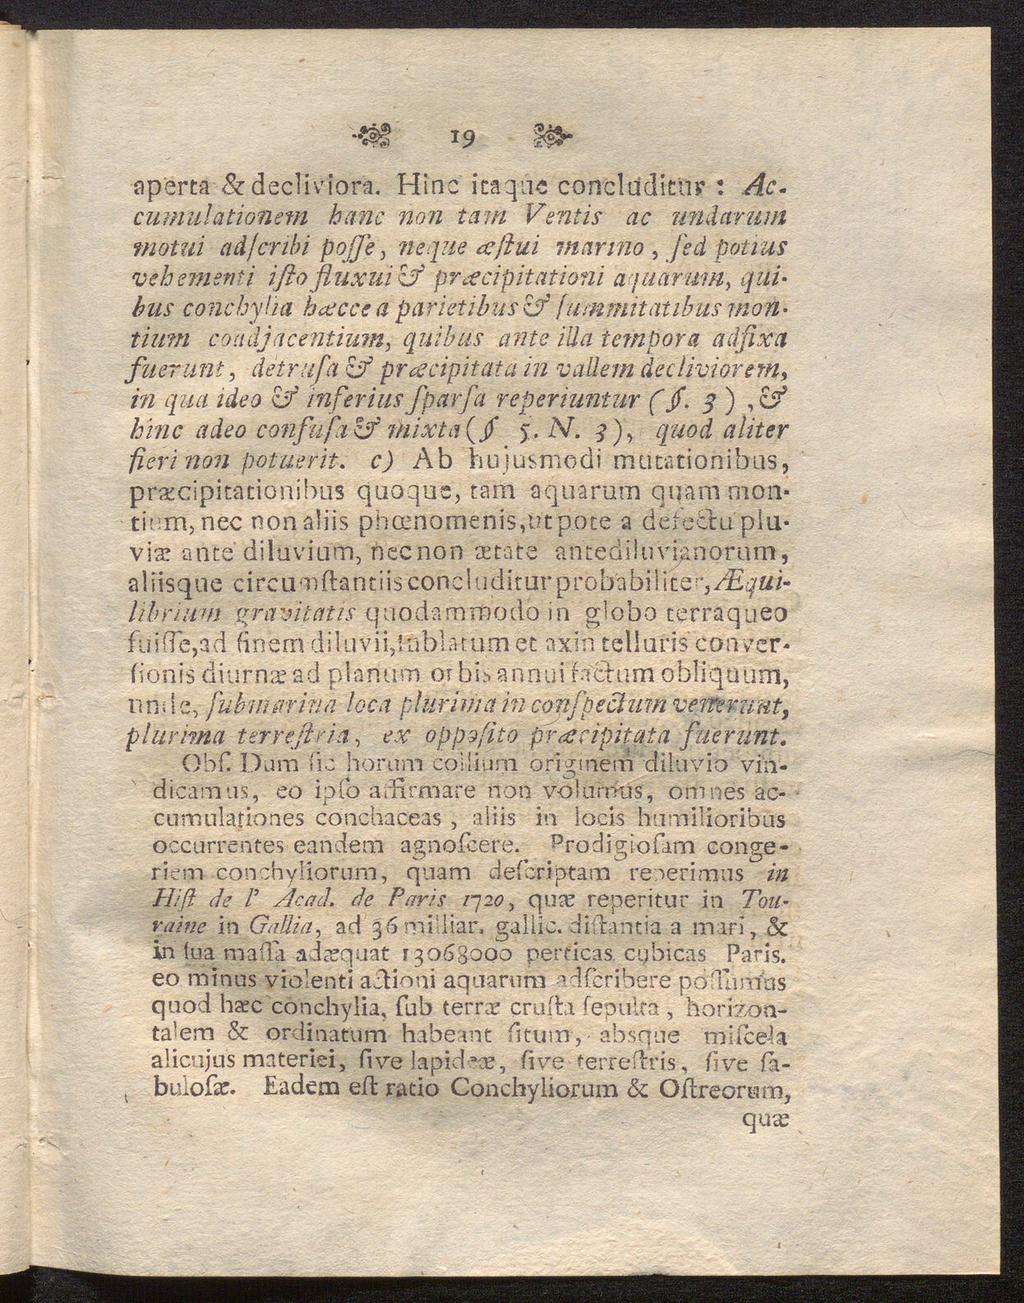 19
aperta & decliviora. Hinc itaque concluditur : Ac-
cumulationem hanc non tam Ventis ac undarum
motui adſcribi poſſe, neque æſtui marino, ſed potius
vehementi iſto fluxui & præcipitationi aquarum, qui-
bus conchylia hæcce a parietibus & ſummitatibus mon-
tium coadjacentium, quibus ante illa tempora adfixa
fuerunt, detruſa & præcipitata in vallem decliviorem,
in qua ideo & inferius ſparſa reperiuntur (§. 3), &
hinc adeo confuſa & mixta (§ 5. N. 3), quod aliter
fieri non potuerit. c) Ab hujusmodi mutationibus,
præcipitationibus quoque, tam aquarum quam mon-
tium, nec non aliis phœnomenis, utpote a defectu plu-
viæ ante diluvium, nec non ætate antediluvianorum,
aliisque circumſtantiis concluditur probabiliter, Æqui-
librium gravitatis quodammodo in globo terraqueo
fuiſſe, ad finem diluvii, ſublatum et axin telluris conver-
ſionis diurnæ ad planum orbis annui factum obliquum,
unde, ſubmarina loca plurima in conſpectum venerunt,
plurima terreſtria, ex oppoſito præcipitata fuerunt.
Obſ. Dum ſic horum collium originem diluvio vin-
dicamus, eo ipſo affirmare non volumus, omnes ac-
cumulationes conchaceas, aliis in locis humilioribus
occurrentes eandem agnoſcere. Prodigioſam conge-
riem conchyliorum, quam deſcriptam reperimus in
Hiſt de l' Acad. de Paris 1720, quæ reperitur in Tou-
raine in Gallia, ad 36 milliar. gallic. diſtantia a mari, &
in ſua maſſa adæquat 13068000 perticas cubicas Paris.
eo minus violenti actioni aquarum adſcribere poſſumus
quod hæc conchylia, ſub terræ cruſta ſepulta, horizon-
talem & ordinatum habeant ſitum, absque miſcela
alicujus materiei, ſive lapideæ, ſive terreſtris, ſive ſa-
buloſæ. Eadem eſt ratio Conchyliorum & Oſtreorum,
quæ